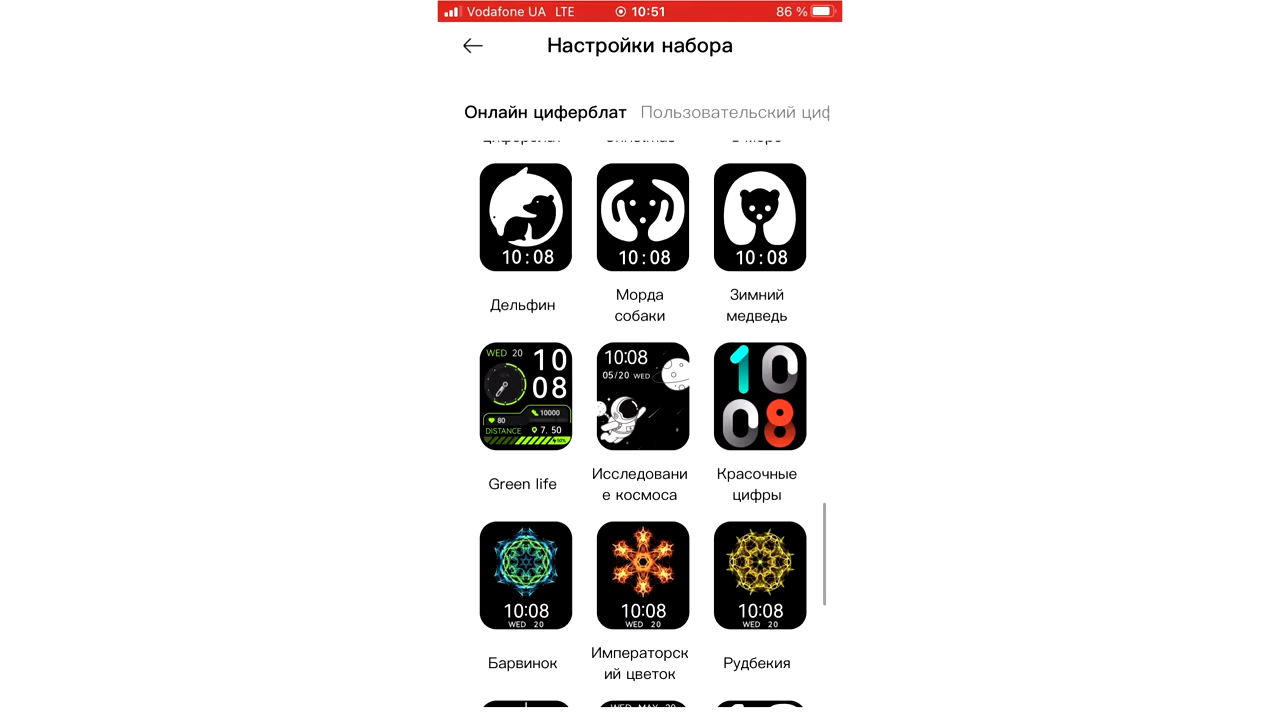 Vodafone UA LTE 10:51 86 %
Настройки набора
Онлайн циферблат Пользовательский циф
10:08 10:08 10:08
Дельфин
Морда
собаки
Зимний
медведь
WED 20 10
08
80
10000
DISTANCE 7.50
10:08
05/20 WED
10
08
Green life
Исследовани
е космоса
Красочные
цифры
10:08 10:08 10:08
WED 20 WED 20 WED 20
Барвинок
Императорск
ий цветок
Рудбекия